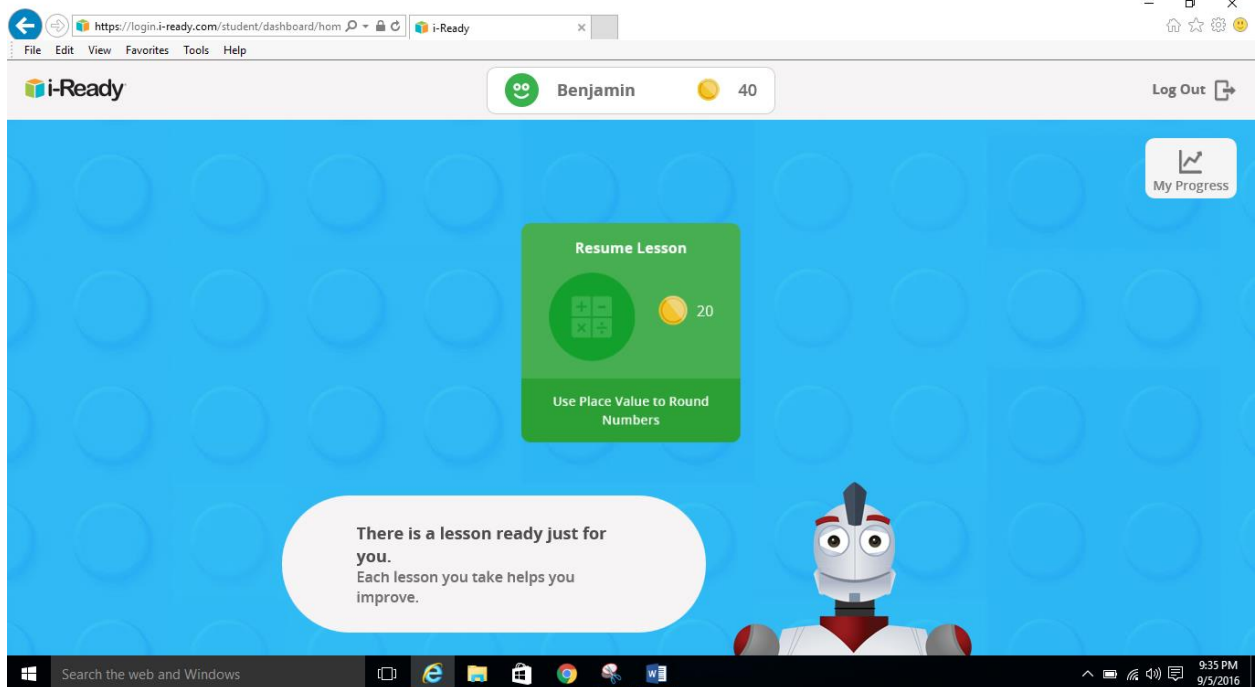 https://login.i-ready.com/student/dashboard/hom
i-Ready
File Edit View Favorites Tools Help
i-Ready
Benjamin
40
Log Out
My Progress
Resume Lesson
20
Use Place Value to Round
Numbers
There is a lesson ready just for
you.
Each lesson you take helps you
improve.
Search the web and Windows
9:35 PM
9/5/2016